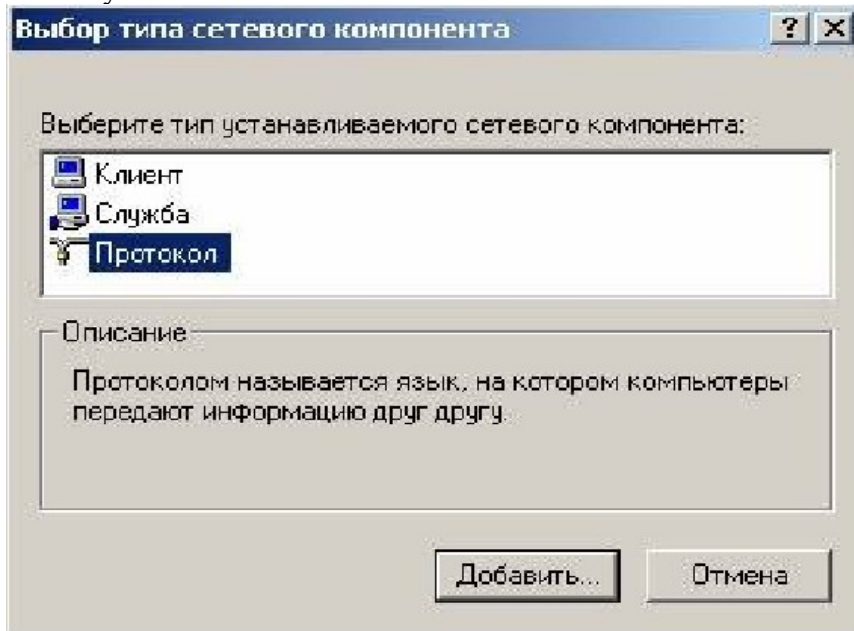 Выбор типа сетевого компонента
Выберите тип устанавливаемого сетевого компонента:
Клиент
Служба
Протокол
Описание
Протоколом называется язык, на котором компьютеры
передают информацию друг другу.
Добавить...
Отмена